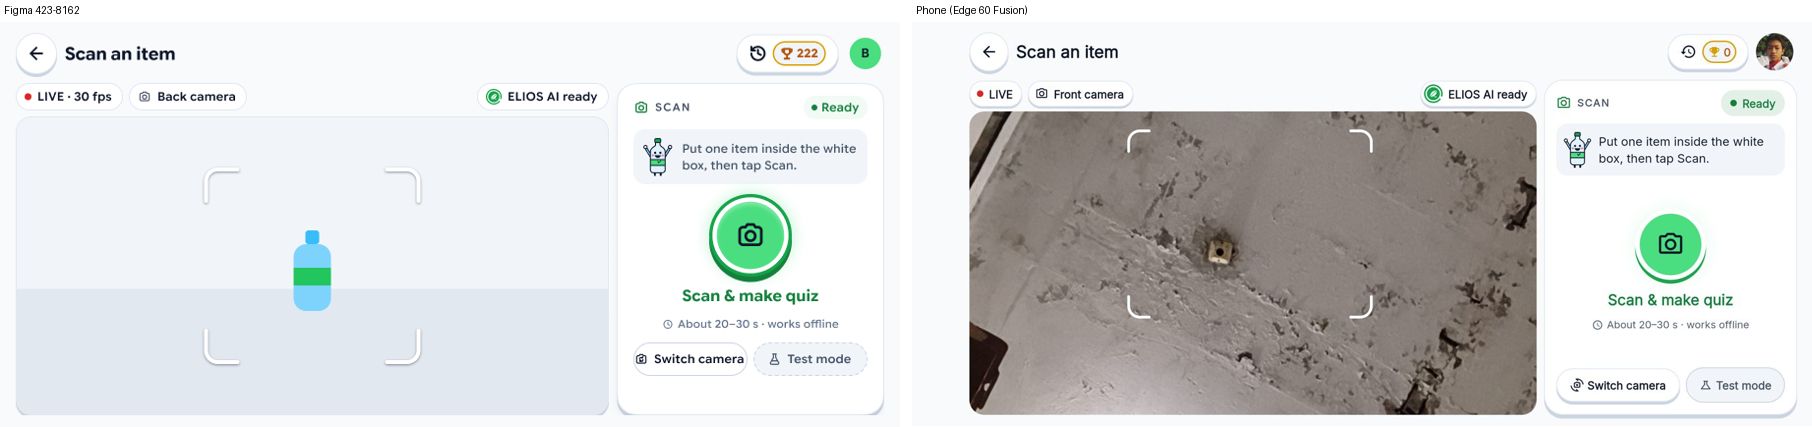 Figma 423-8162
Scan an item
222
B
LIVE · 30 fps
Back camera
ELIOS AI ready
SCAN
Ready
Put one item inside the white
box, then tap Scan.
Scan & make quiz
About 20–30 s · works offline
Switch camera
Test mode
Phone (Edge 60 Fusion)
Scan an item
0
LIVE
Front camera
ELIOS AI ready
SCAN
Ready
Put one item inside the white
box, then tap Scan.
Scan & make quiz
About 20–30 s · works offline
Switch camera
Test mode